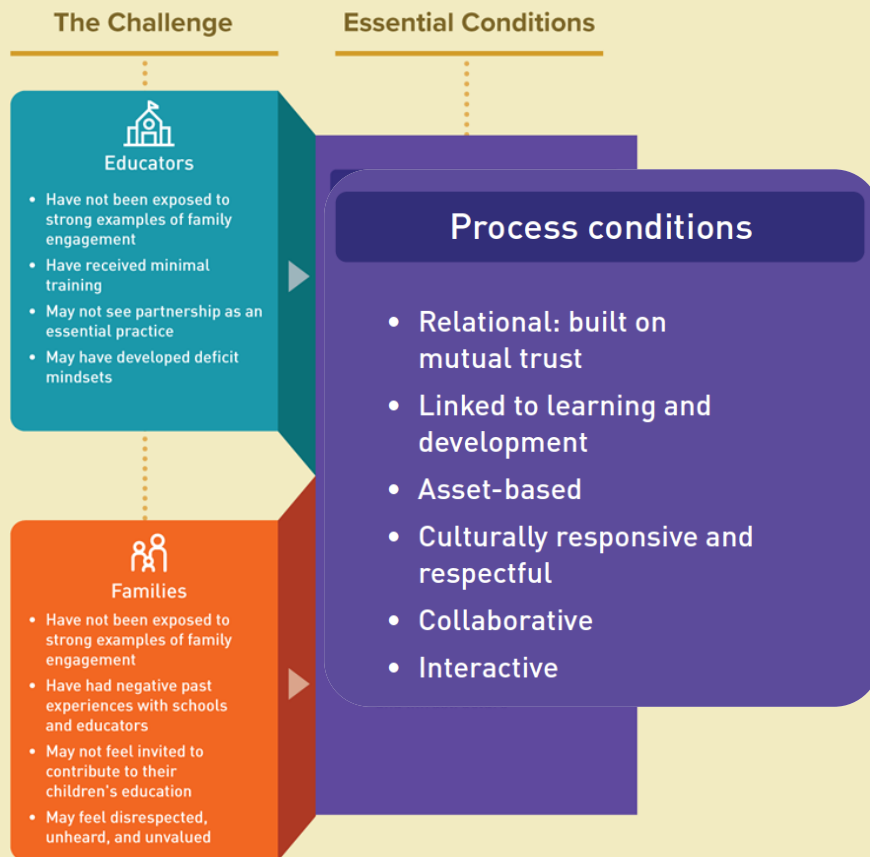 The Challenge
Essential Conditions
Educators
• Have not been exposed to
strong examples of family
engagement
• Have received minimal
training
• May not see partnership as an
essential practice
• May have developed deficit
mindsets
Families
• Have not been exposed to
strong examples of family
engagement
• Have had negative past
experiences with schools
and educators
• May not feel invited to
contribute to their
children's education
• May feel disrespected,
unheard, and unvalued
Process conditions
• Relational: built on
mutual trust
• Linked to learning and
development
• Asset-based
• Culturally responsive and
respectful
• Collaborative
• Interactive